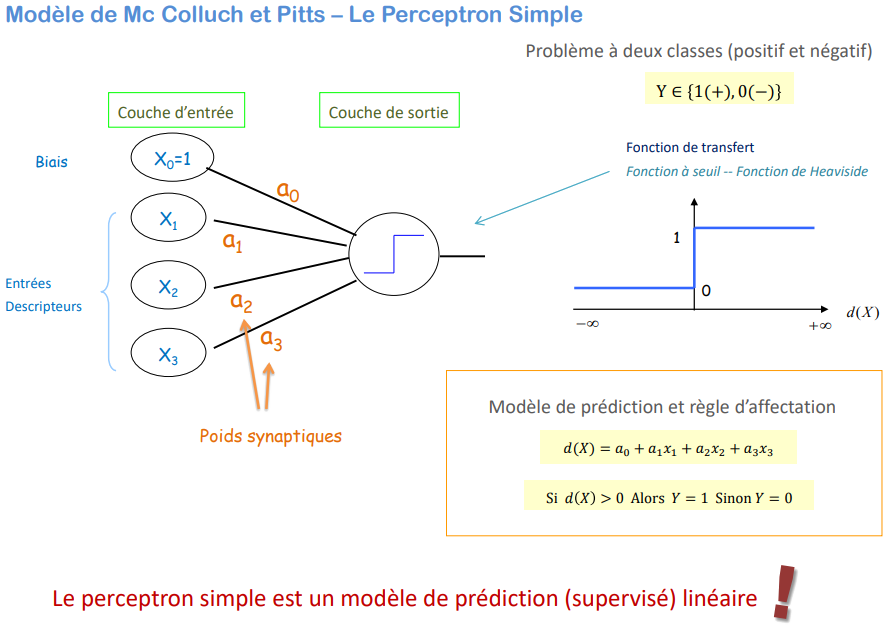 Modèle de Mc Colluch et Pitts – Le Perceptron Simple
Problème à deux classes (positif et négatif)
Y ∈ {1(+), 0(−)}
Couche d'entrée
Couche de sortie
Biais
X₀=1
a₀
X₁
a₁
Entrées
Descripteurs
X₂
a₂
X₃
a₃
Poids synaptiques
Fonction de transfert
Fonction à seuil -- Fonction de Heaviside
1
0
−∞
+∞
d(X)
Modèle de prédiction et règle d'affectation
d(X) = a₀ + a₁x₁ + a₂x₂ + a₃x₃
Si d(X) > 0 Alors Y = 1 Sinon Y = 0
Le perceptron simple est un modèle de prédiction (supervisé) linéaire !